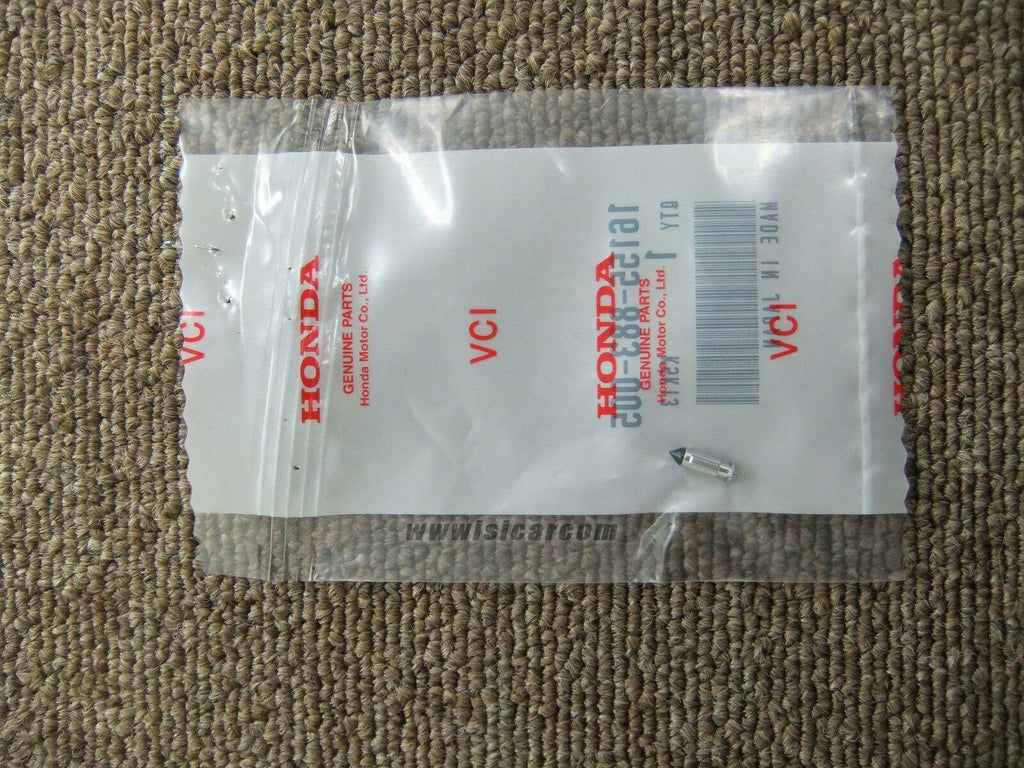 VCI
HONDA
GENUINE PARTS
Honda Motor Co., Ltd.
VCI
HONDA
GENUINE PARTS
Honda Motor Co., Ltd.
16155-883-005
QTY 1
MADE IN JAPAN
VCI
HONDA
wwwisicarcom